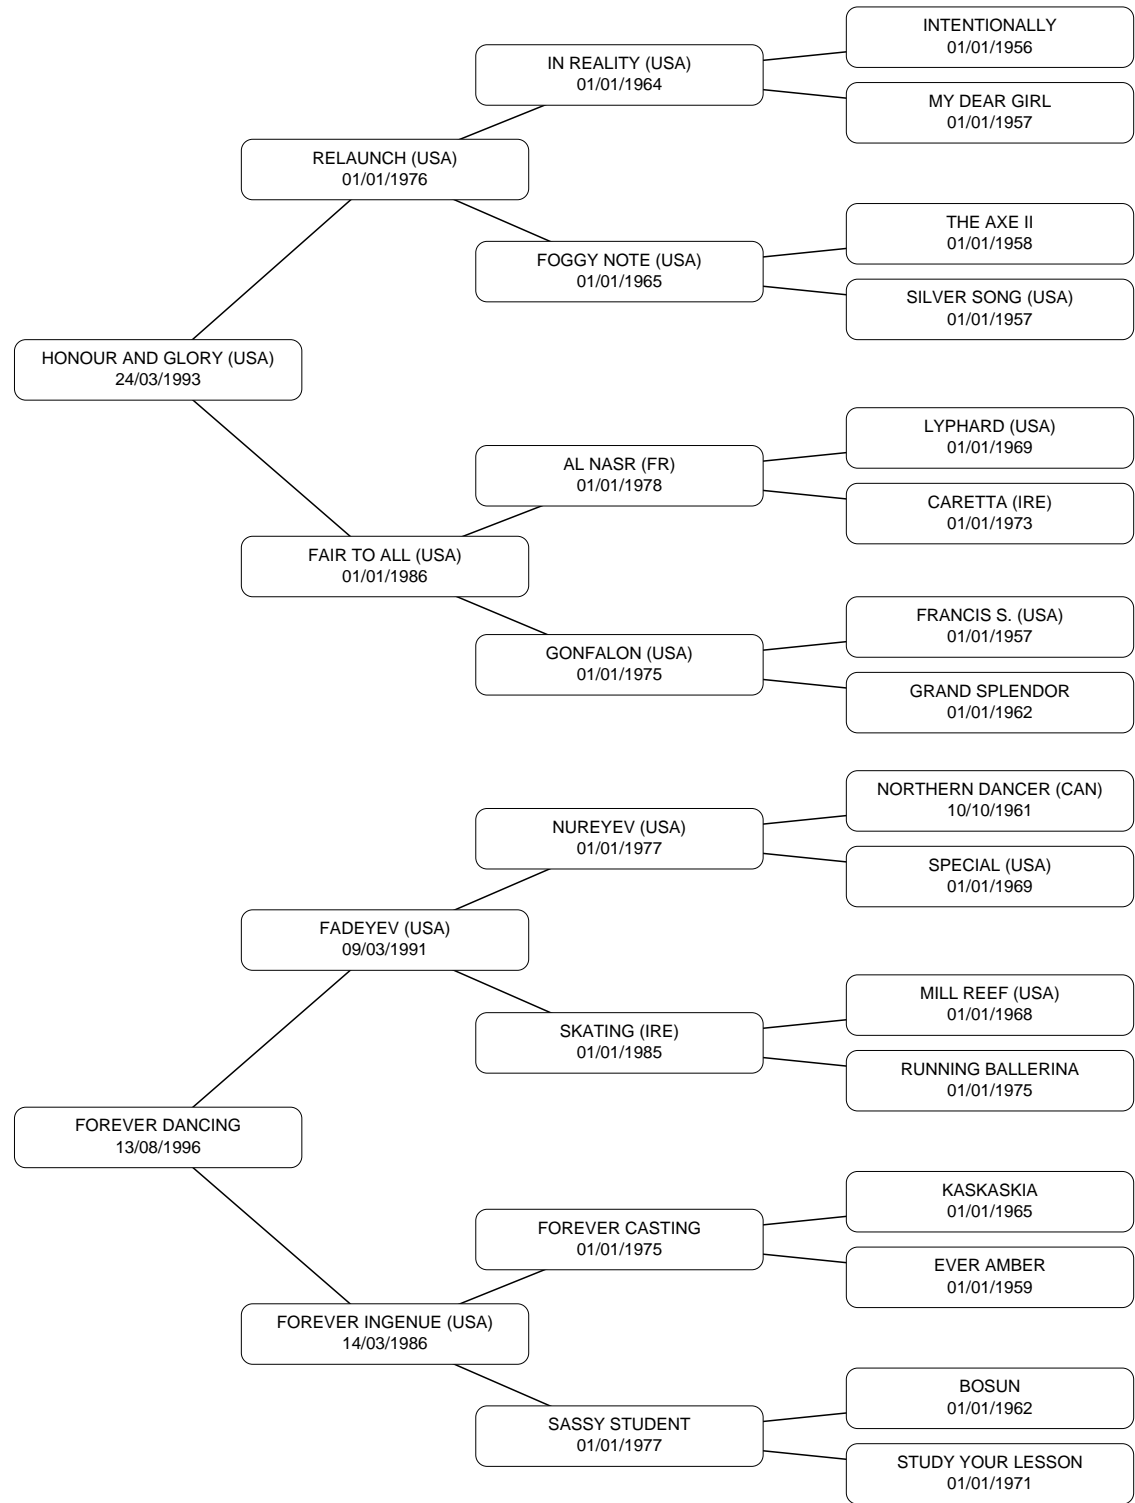 INTENTIONALLY
01/01/1956
IN REALITY (USA)
01/01/1964
MY DEAR GIRL
01/01/1957
RELAUNCH (USA)
01/01/1976
THE AXE II
01/01/1958
FOGGY NOTE (USA)
01/01/1965
SILVER SONG (USA)
01/01/1957
HONOUR AND GLORY (USA)
24/03/1993
LYPHARD (USA)
01/01/1969
AL NASR (FR)
01/01/1978
CARETTA (IRE)
01/01/1973
FAIR TO ALL (USA)
01/01/1986
FRANCIS S. (USA)
01/01/1957
GONFALON (USA)
01/01/1975
GRAND SPLENDOR
01/01/1962
NORTHERN DANCER (CAN)
10/10/1961
NUREYEV (USA)
01/01/1977
SPECIAL (USA)
01/01/1969
FADEYEV (USA)
09/03/1991
MILL REEF (USA)
01/01/1968
SKATING (IRE)
01/01/1985
RUNNING BALLERINA
01/01/1975
FOREVER DANCING
13/08/1996
KASKASKIA
01/01/1965
FOREVER CASTING
01/01/1975
EVER AMBER
01/01/1959
FOREVER INGENUE (USA)
14/03/1986
BOSUN
01/01/1962
SASSY STUDENT
01/01/1977
STUDY YOUR LESSON
01/01/1971